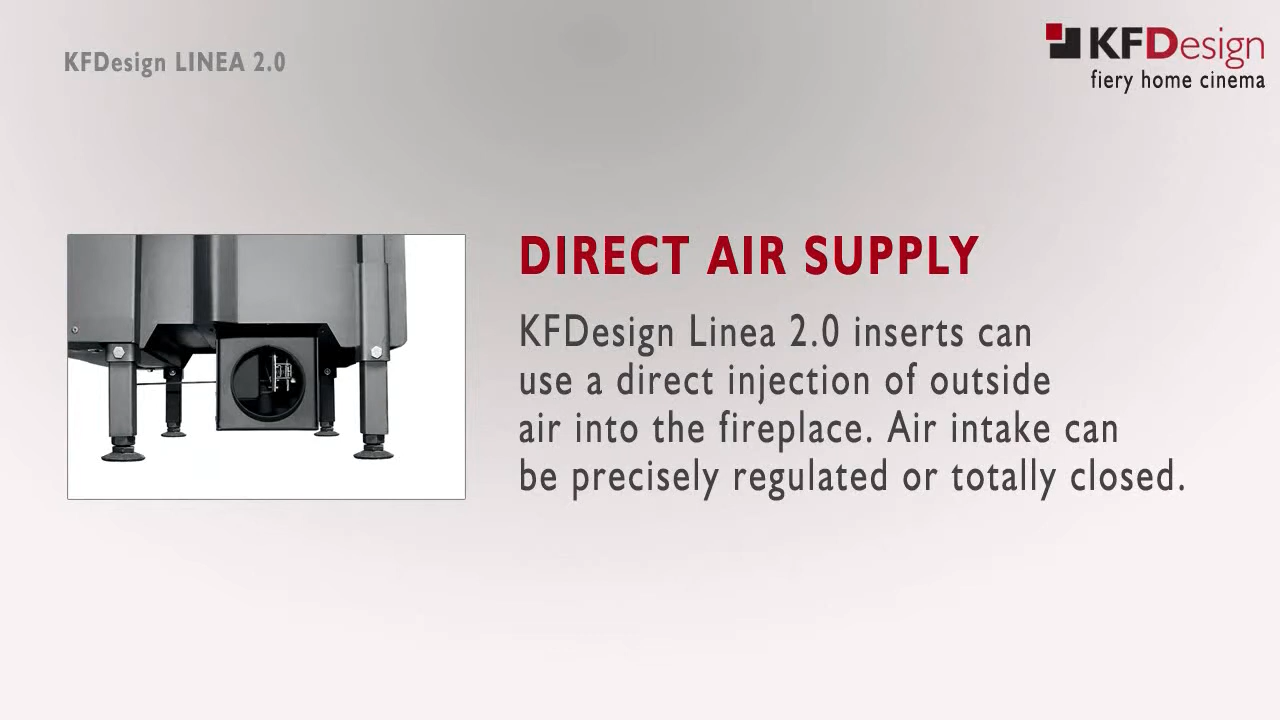 KFDesign LINEA 2.0
KFDesign
fiery home cinema
DIRECT AIR SUPPLY
KFDesign Linea 2.0 inserts can
use a direct injection of outside
air into the fireplace. Air intake can
be precisely regulated or totally closed.